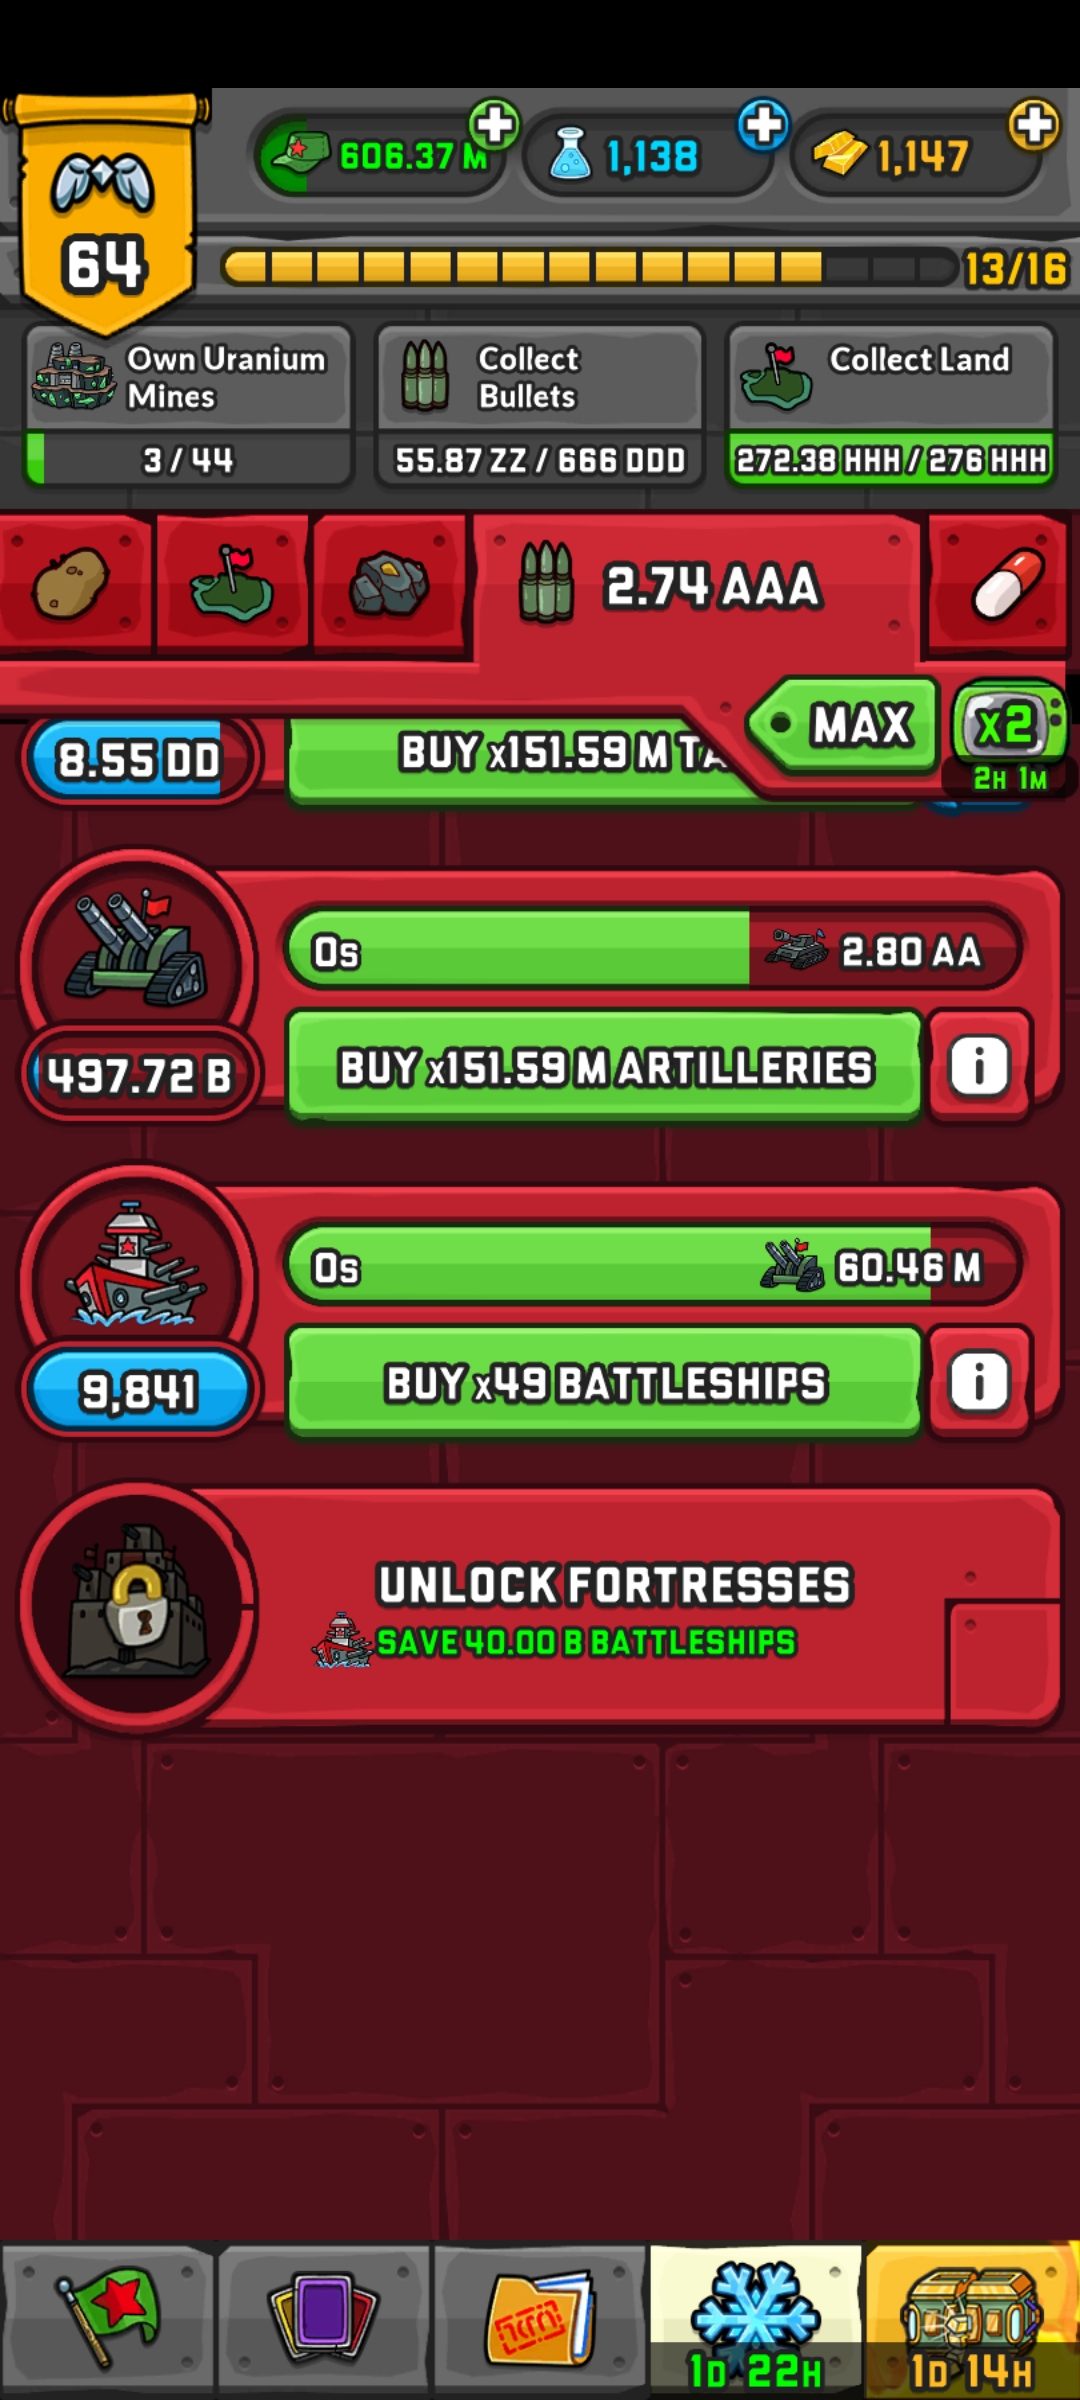 606.37 M
1,138
1,147
64
13/16
Own Uranium
Mines
3 / 44
Collect
Bullets
55.87 ZZ / 666 DDD
Collect Land
272.38 HHH / 276 HHH
2.74 AAA
MAX
x2
2H 1M
8.55 DD
BUY x151.59 M TA
0s
2.80 AA
497.72 B
BUY x151.59 M ARTILLERIES
i
0s
60.46 M
9,841
BUY x49 BATTLESHIPS
i
UNLOCK FORTRESSES
SAVE 40.00 B BATTLESHIPS
1D 22H
1D 14H